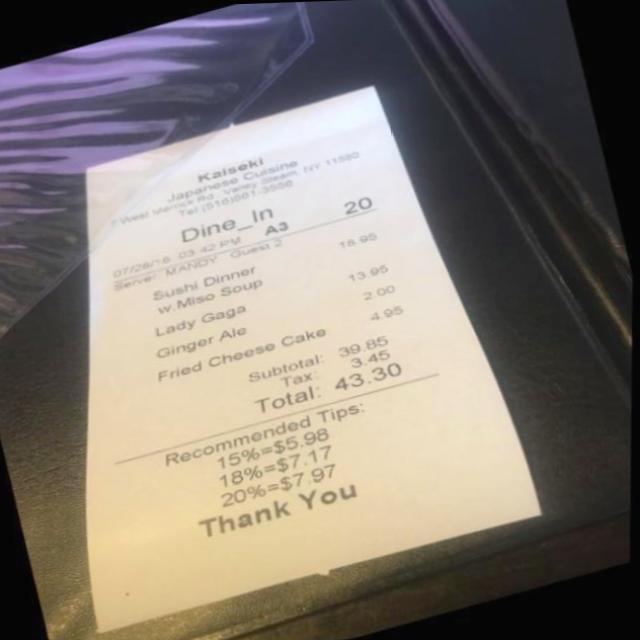 Kaiseki
Japanese Cuisine
West Merrick Rd., Valley Stream, NY 11580
Tel:(516)561-3588
Dine_In
A3 20
07/28/16 03:42 PM
Server: MANDY Guest 2
Sushi Dinner 18.95
w.Miso Soup
Lady Gaga 13.95
Ginger Ale 2.00
Fried Cheese Cake 4.95
Subtotal: 39.85
Tax: 3.45
Total: 43.30
Recommended Tips:
15%=$5.98
18%=$7.17
20%=$7.97
Thank You